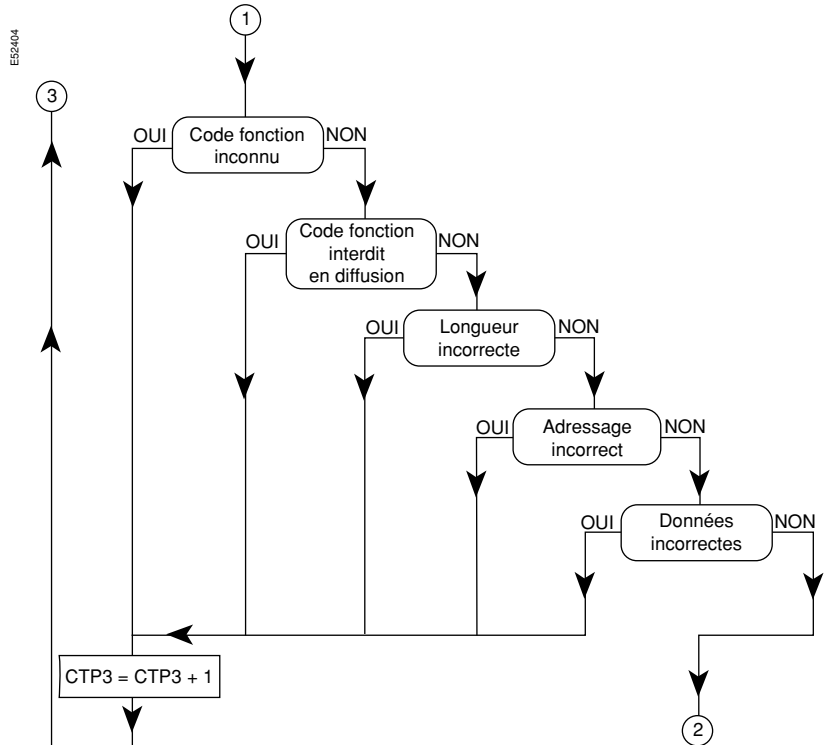 E52404
1
3
OUI
Code fonction
inconnu
NON
OUI
Code fonction
interdit
en diffusion
NON
OUI
Longueur
incorrecte
NON
OUI
Adressage
incorrect
NON
OUI
Données
incorrectes
NON
CTP3 = CTP3 + 1
2